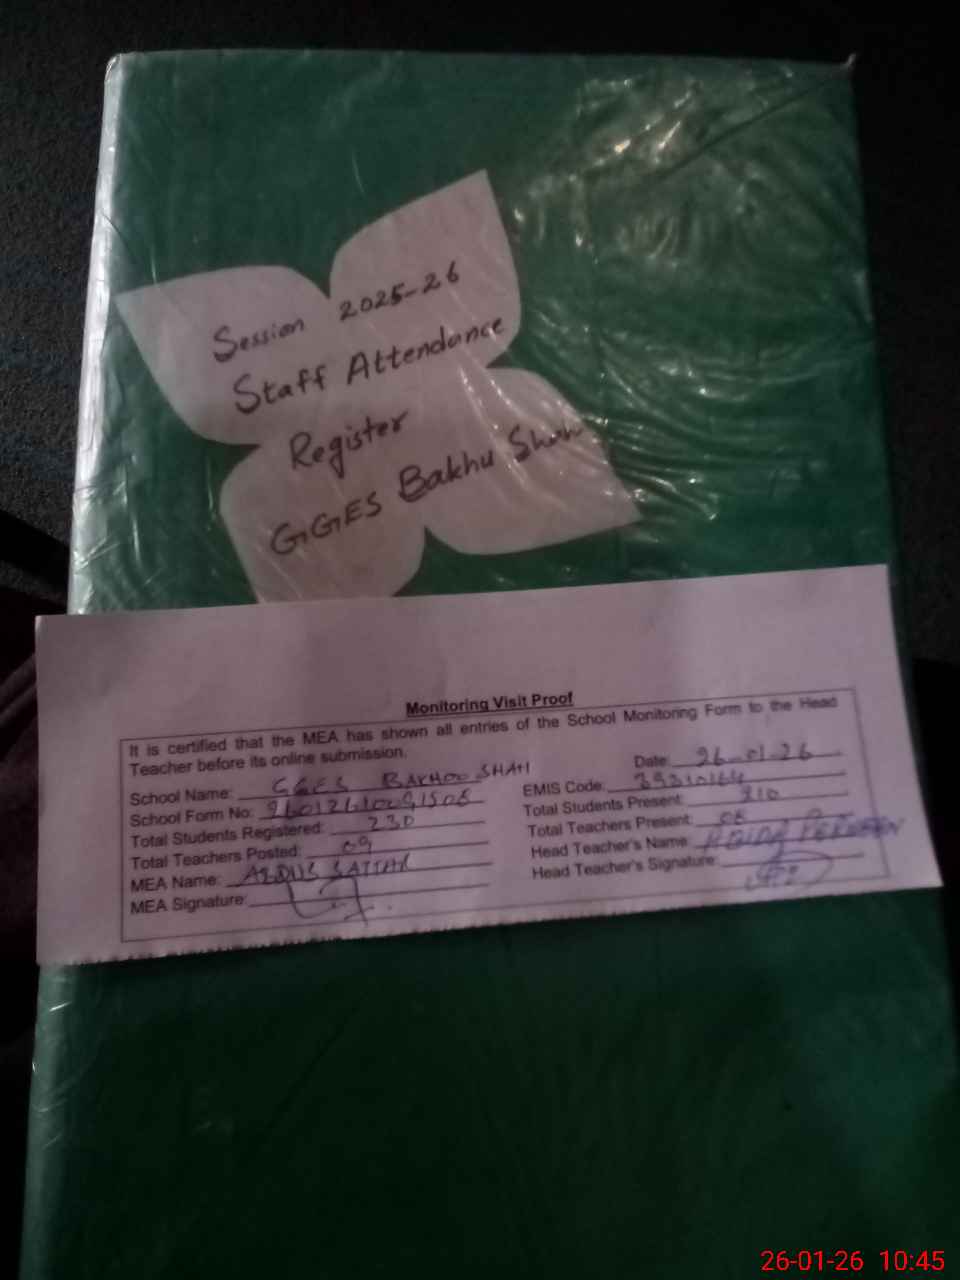 Session 2025-26
Staff Attendance
Register
GGES Bakhu Shah
Monitoring Visit Proof
It is certified that the MEA has shown all entries of the School Monitoring Form to the Head
Teacher before its online submission.
Date: 26-01-26
School Name: GGES BAKHOO SHAH
EMIS Code:
School Form No:
Total Students Present: 210
Total Students Registered: 230
Total Teachers Present: 08
Total Teachers Posted: 09
Head Teacher's Name:
MEA Name: ABDUS SATTAR
Head Teacher's Signature:
MEA Signature:
26-01-26 10:45